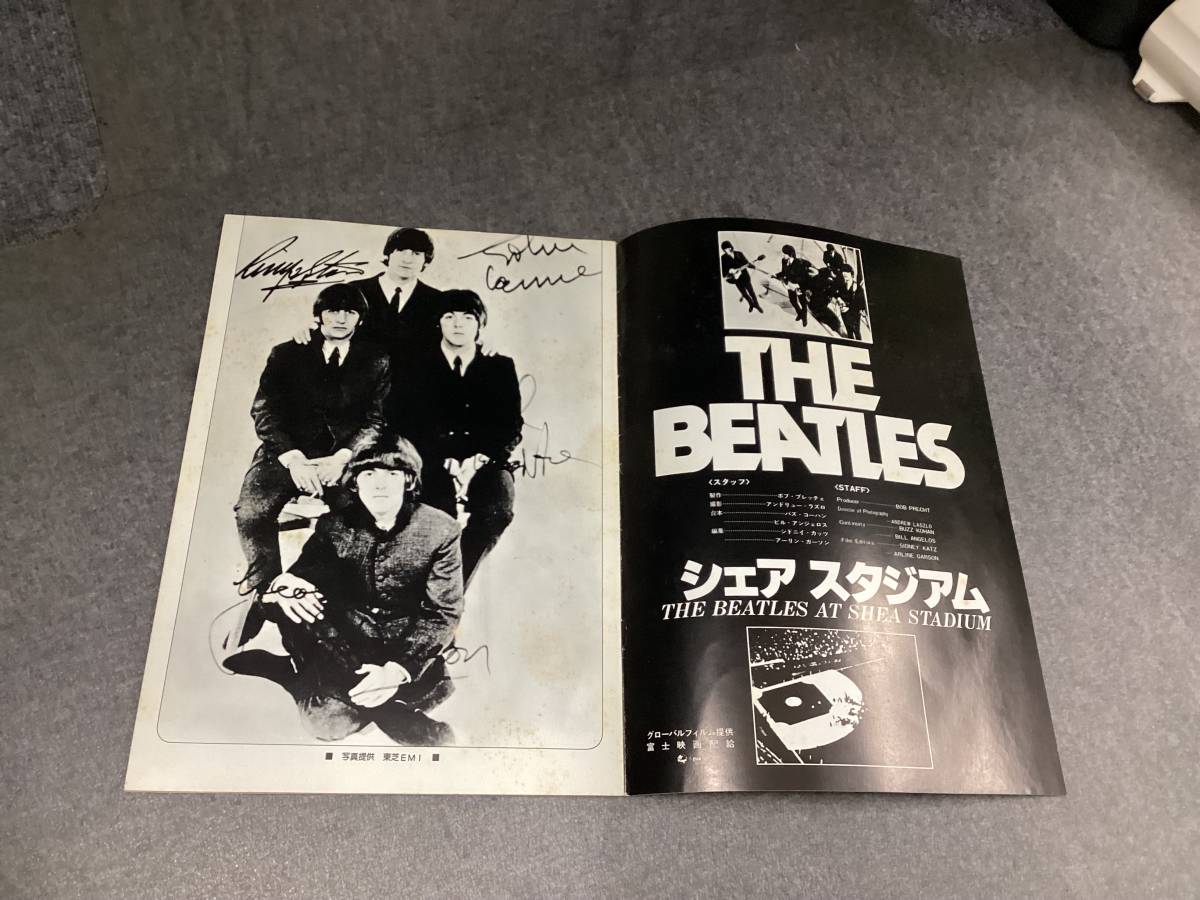 Ringo Starr
John
Lennon
■ 写真提供 東芝EMI ■
THE
BEATLES
〈スタッフ〉
製作 ボブ・プレッチェ
撮影 アンドリュー・ラズロ
台本 バズ・コーハン
ビル・アンジェロス
編集 シドニイ・カッツ
アーリン・ガーソン
〈STAFF〉
Producer BOB PRECHT
Director of Photography ANDREW LASZLO
Continuity BUZZ KOHAN
BILL ANGELOS
Film Editors SIDNEY KATZ
ARLINE GARSON
シェア スタジアム
THE BEATLES AT SHEA STADIUM
グローバルフィルム提供
富士映画配給